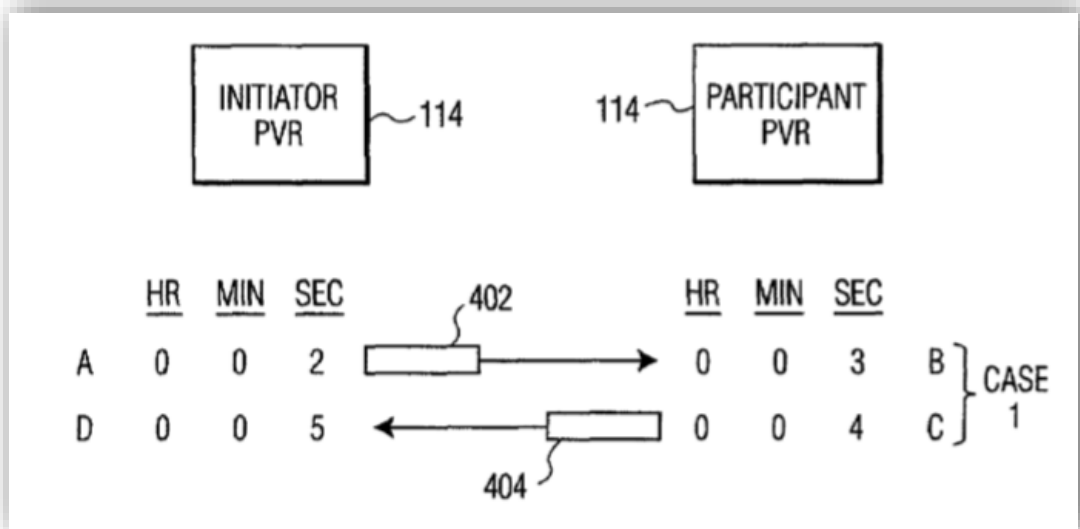 INITIATOR PVR
114
114
PARTICIPANT PVR
HR MIN SEC
402
HR MIN SEC
A 0 0 2
0 0 3 B
D 0 0 5
0 0 4 C
CASE 1
404